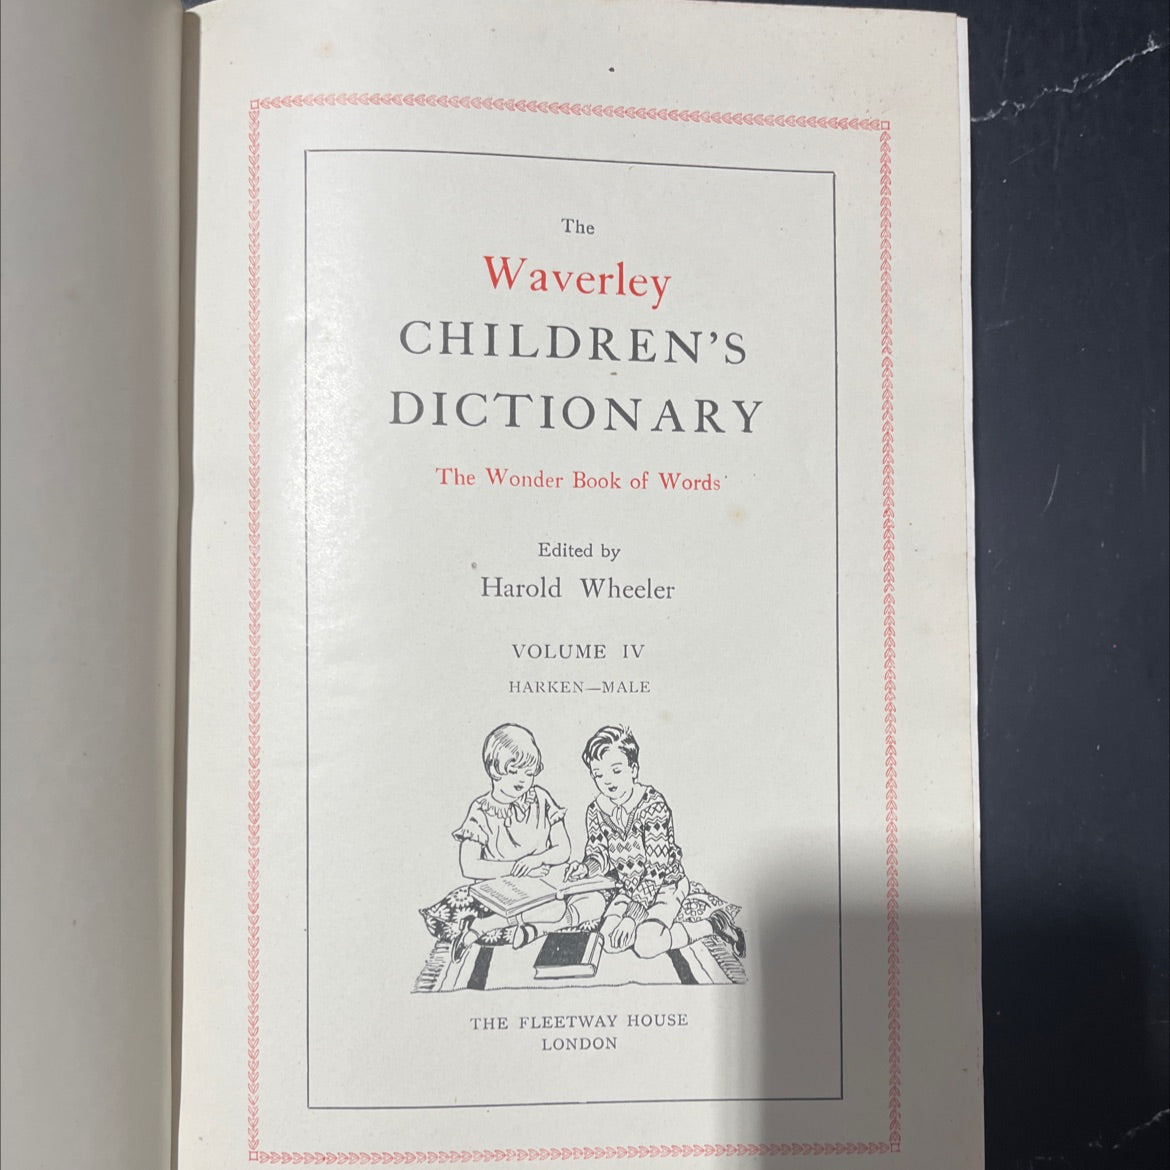 The
Waverley
CHILDREN'S
DICTIONARY
The Wonder Book of Words
Edited by
Harold Wheeler
VOLUME IV
HARKEN—MALE
THE FLEETWAY HOUSE
LONDON